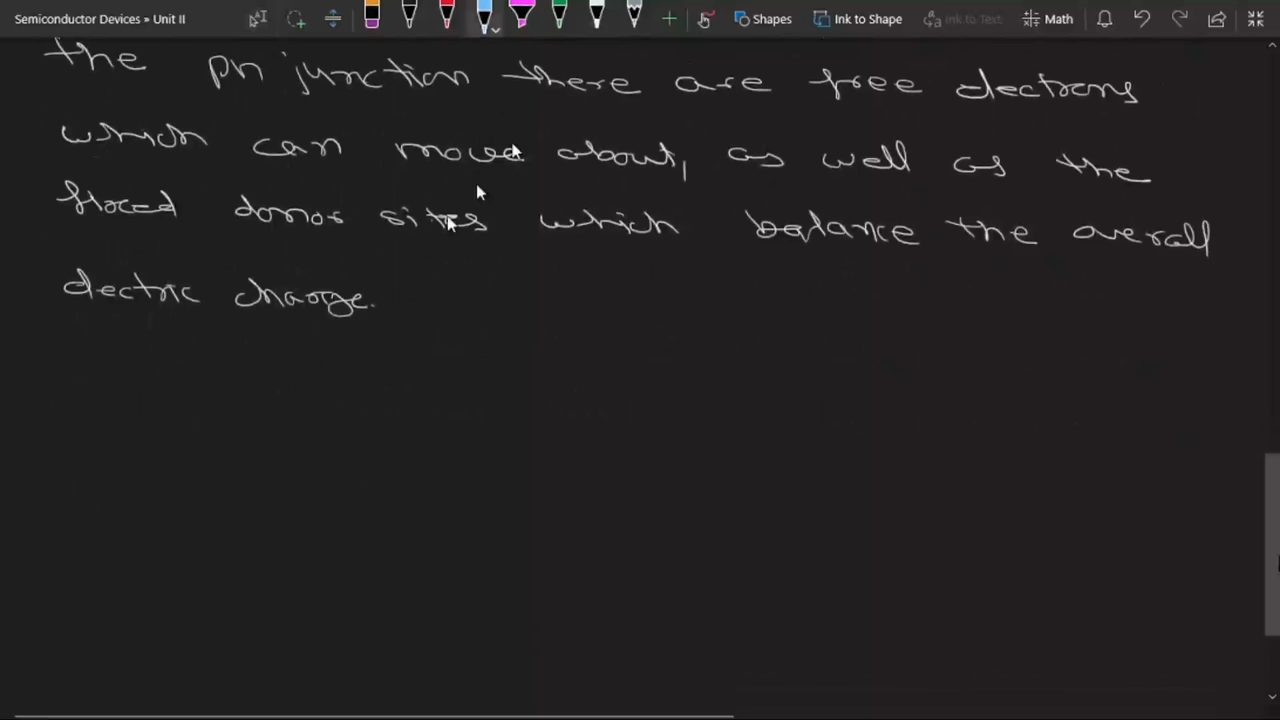 Semiconductor Devices » Unit II
Shapes
Ink to Shape
Ink to Text
Math
the pn junction there are free electrons
which can move about, as well as the
fixed donor sites which balance the overall
electric charge.